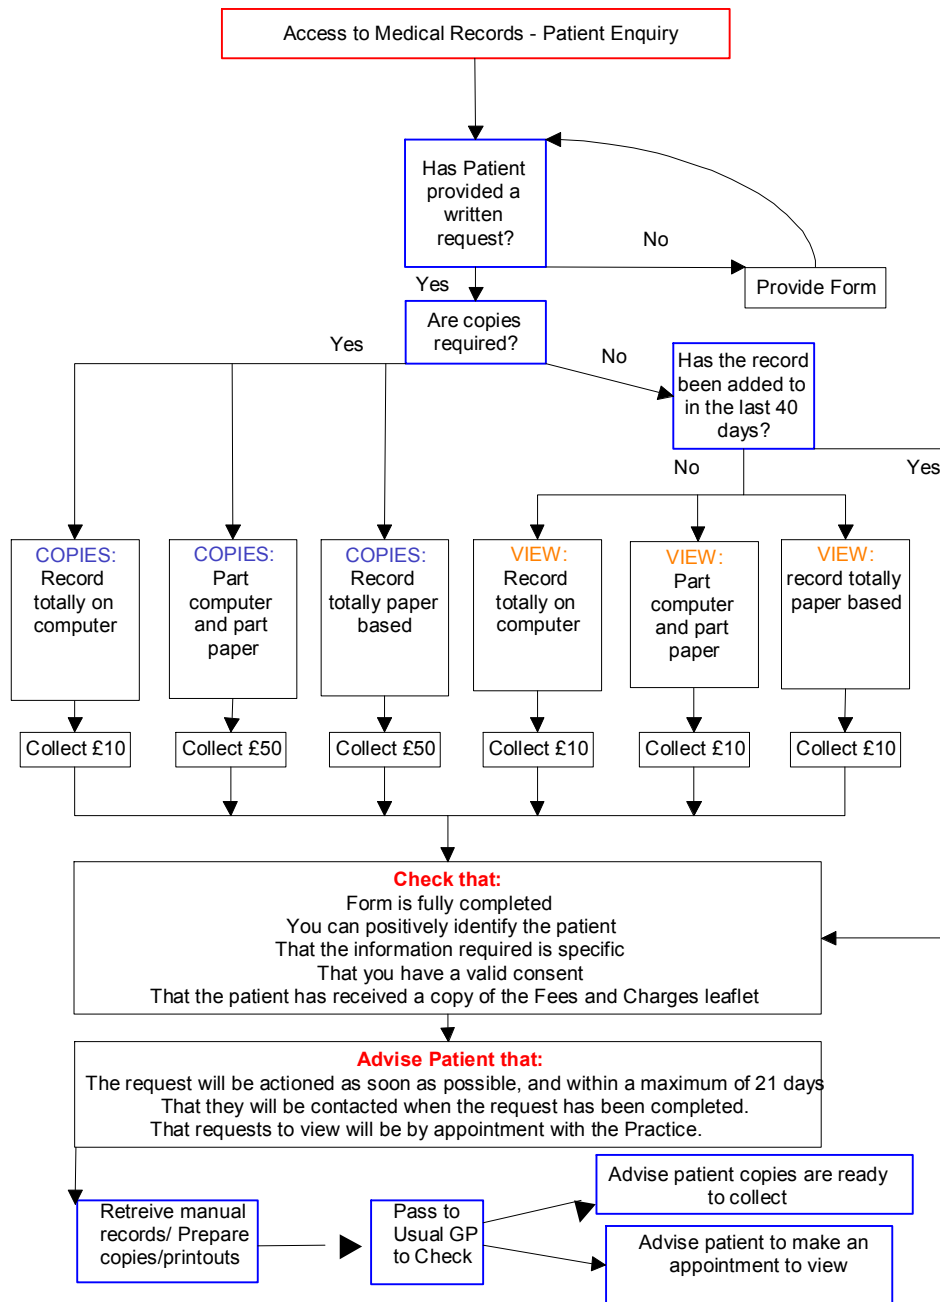 Access to Medical Records - Patient Enquiry
Has Patient
provided a
written
request?
No
Provide Form
Yes
Are copies
required?
Yes
No
Has the record
been added to
in the last 40
days?
No
Yes
COPIES:
Record
totally on
computer
COPIES:
Part
computer
and part
paper
COPIES:
Record
totally paper
based
VIEW:
Record
totally on
computer
VIEW:
Part
computer
and part
paper
VIEW:
record totally
paper based
Collect £10
Collect £50
Collect £50
Collect £10
Collect £10
Collect £10
Check that:
Form is fully completed
You can positively identify the patient
That the information required is specific
That you have a valid consent
That the patient has received a copy of the Fees and Charges leaflet
Advise Patient that:
The request will be actioned as soon as possible, and within a maximum of 21 days
That they will be contacted when the request has been completed.
That requests to view will be by appointment with the Practice.
Retreive manual
records/ Prepare
copies/printouts
Pass to
Usual GP
to Check
Advise patient copies are ready
to collect
Advise patient to make an
appointment to view